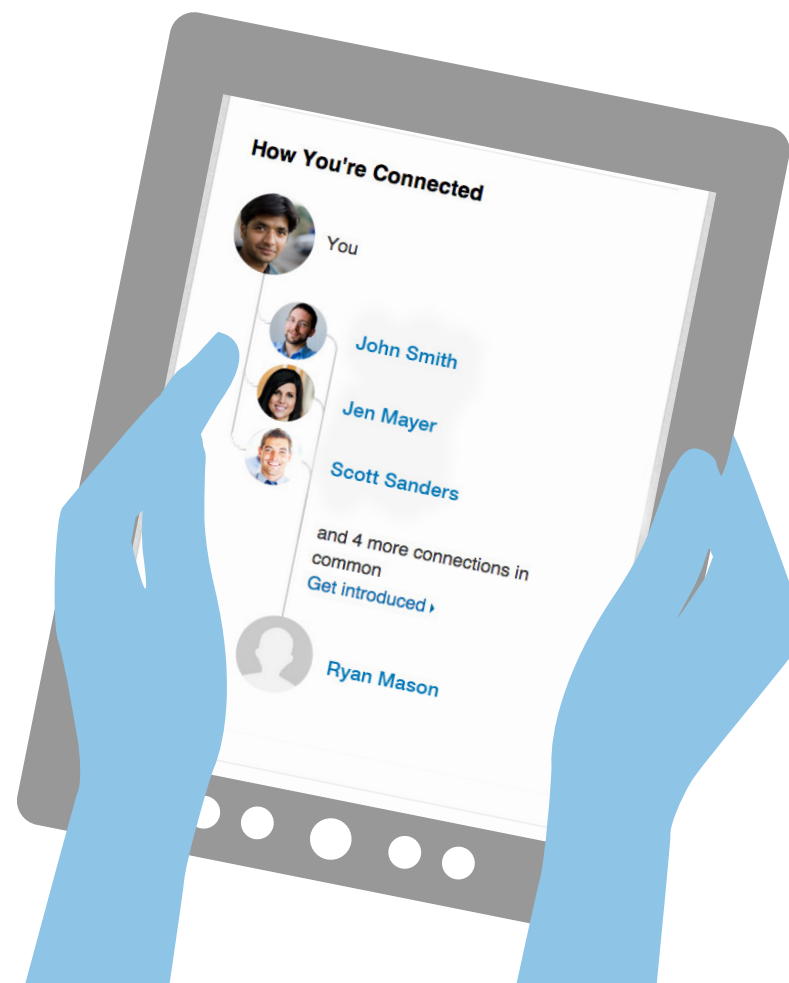 How You're Connected
You
John Smith
Jen Mayer
Scott Sanders
and 4 more connections in
common
Get introduced
Ryan Mason